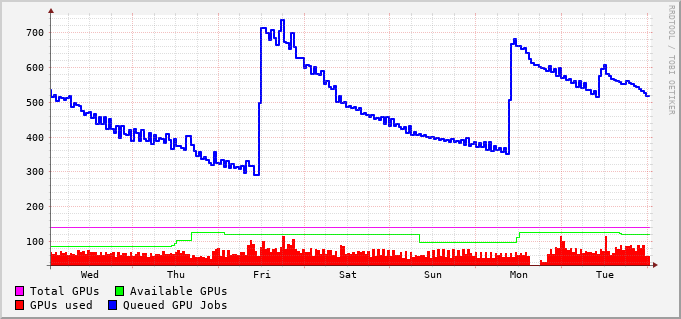 700
600
500
400
300
200
100
Wed Thu Fri Sat Sun Mon Tue
Total GPUs Available GPUs
GPUs used Queued GPU Jobs
RRDTOOL / TOBI OETIKER